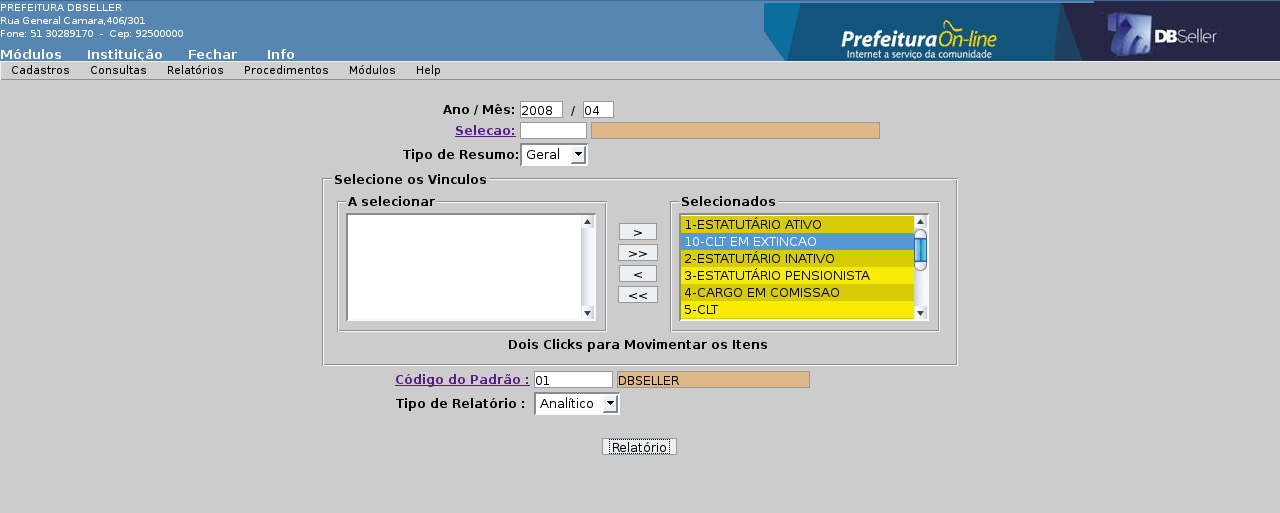 PREFEITURA DBSELLER
Rua General Camara,406/301
Fone: 51 30289170 - Cep: 92500000
Módulos Instituição Fechar Info
Prefeitura On-line
Internet a serviço da comunidade
DBSeller
Cadastros Consultas Relatórios Procedimentos Módulos Help
Ano / Mês: 2008 / 04
Selecao:
Tipo de Resumo: Geral
Selecione os Vinculos
A selecionar
>
>>
<
<<
Selecionados
1-ESTATUTÁRIO ATIVO
10-CLT EM EXTINCAO
2-ESTATUTÁRIO INATIVO
3-ESTATUTÁRIO PENSIONISTA
4-CARGO EM COMISSAO
5-CLT
Dois Clicks para Movimentar os Itens
Código do Padrão : 01 DBSELLER
Tipo de Relatório : Analítico
Relatório